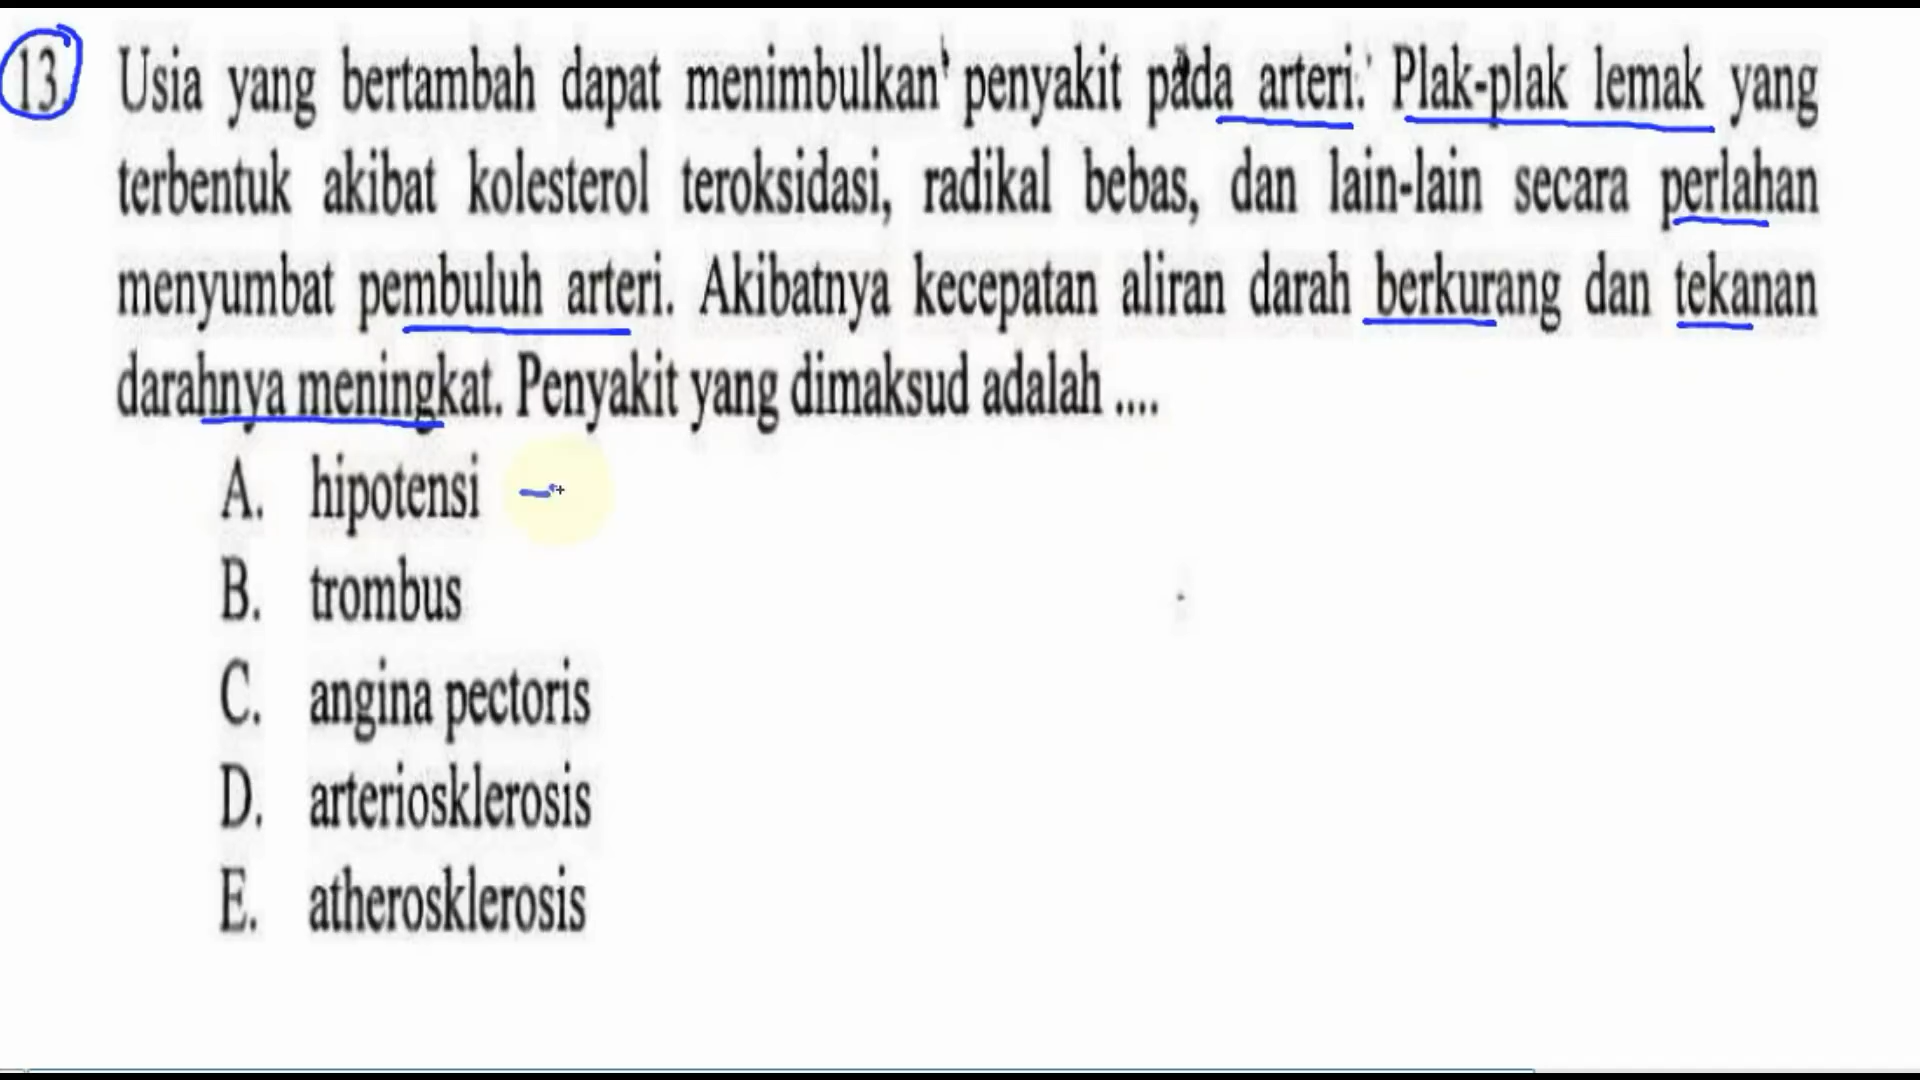 13. Usia yang bertambah dapat menimbulkan penyakit pada arteri. Plak-plak lemak yang
terbentuk akibat kolesterol teroksidasi, radikal bebas, dan lain-lain secara perlahan
menyumbat pembuluh arteri. Akibatnya kecepatan aliran darah berkurang dan tekanan
darahnya meningkat. Penyakit yang dimaksud adalah ....
A. hipotensi
B. trombus
C. angina pectoris
D. arteriosklerosis
E. atherosklerosis